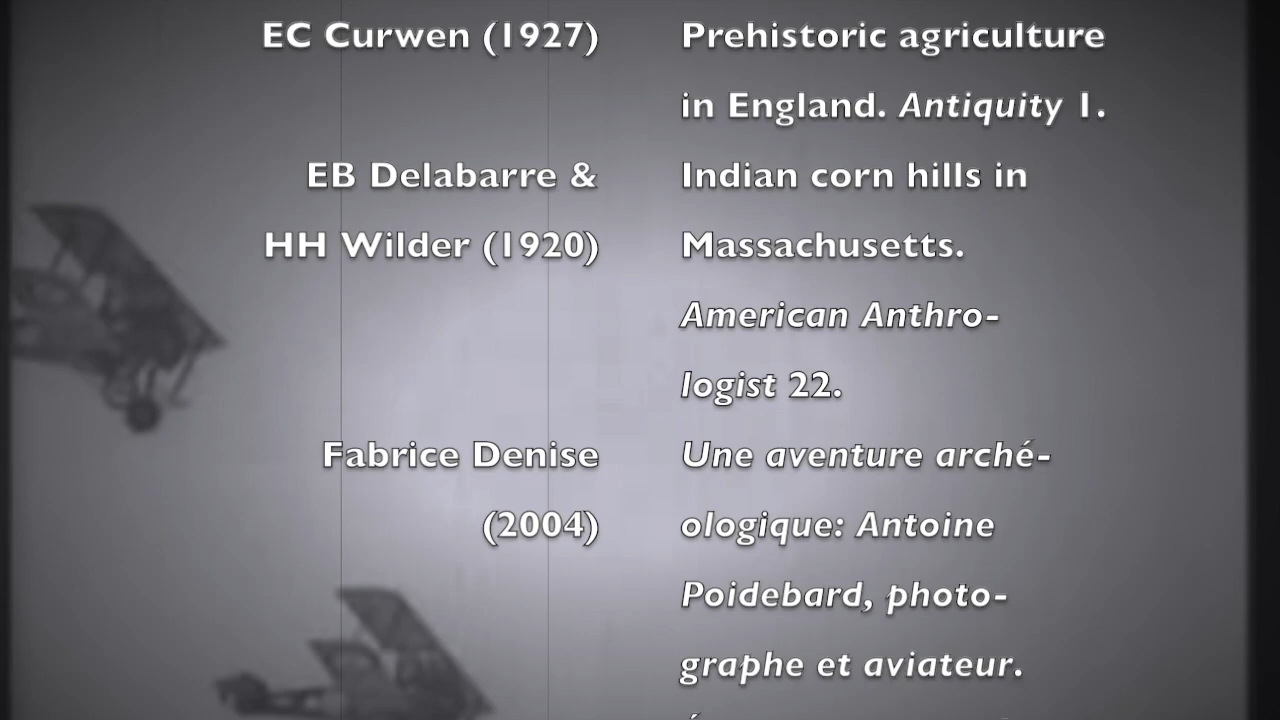 EC Curwen (1927) Prehistoric agriculture
in England. Antiquity 1.
EB Delabarre & Indian corn hills in
HH Wilder (1920) Massachusetts.
American Anthro-
logist 22.
Fabrice Denise Une aventure arché-
(2004) ologique: Antoine
Poidebard, photo-
graphe et aviateur.